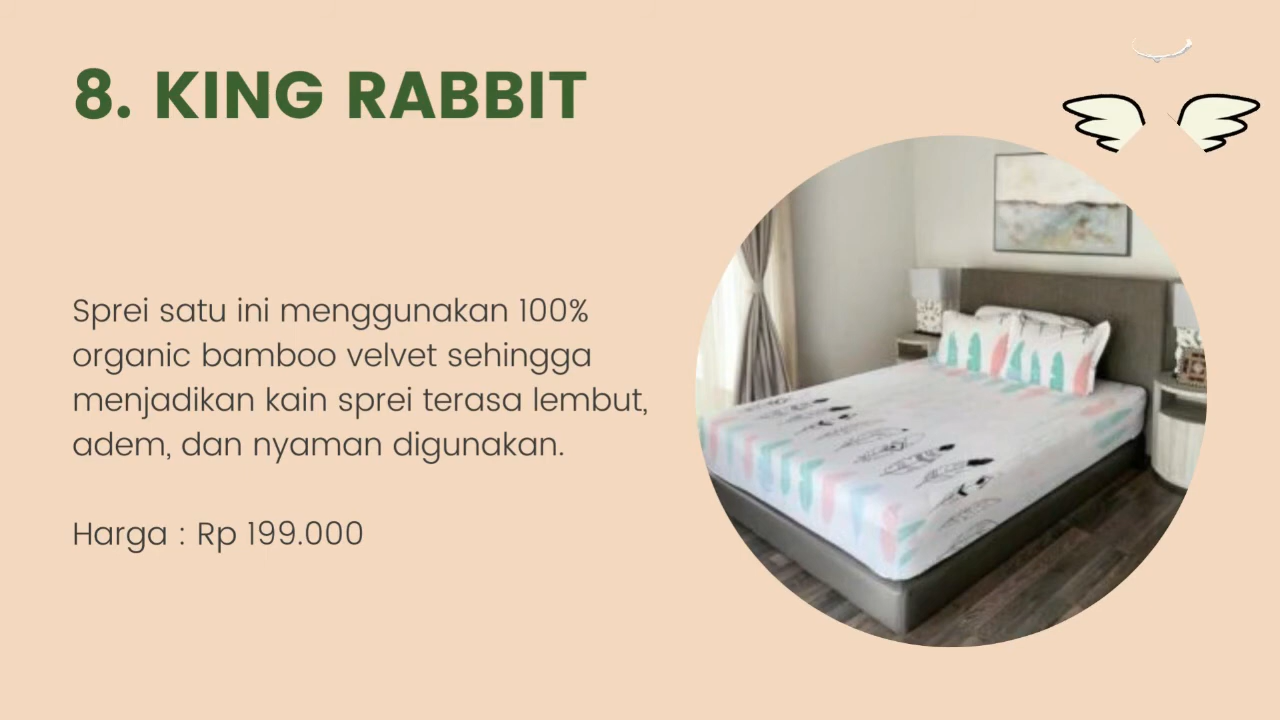 8. KING RABBIT
Sprei satu ini menggunakan 100%
organic bamboo velvet sehingga
menjadikan kain sprei terasa lembut,
adem, dan nyaman digunakan.
Harga : Rp 199.000